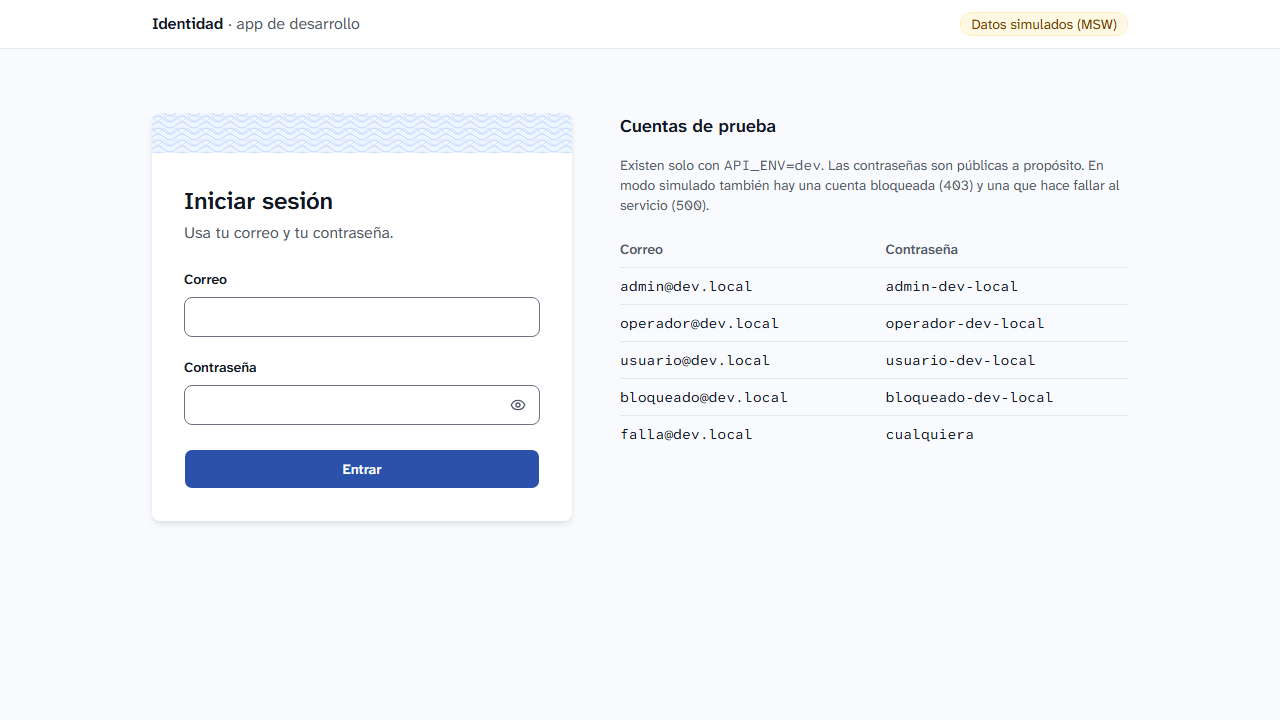 Identidad · app de desarrollo
Datos simulados (MSW)
Iniciar sesión
Usa tu correo y tu contraseña.
Correo
Contraseña
Entrar
Cuentas de prueba
Existen solo con API_ENV=dev. Las contraseñas son públicas a propósito. En
modo simulado también hay una cuenta bloqueada (403) y una que hace fallar al
servicio (500).
Correo Contraseña
admin@dev.local admin-dev-local
operador@dev.local operador-dev-local
usuario@dev.local usuario-dev-local
bloqueado@dev.local bloqueado-dev-local
falla@dev.local cualquiera